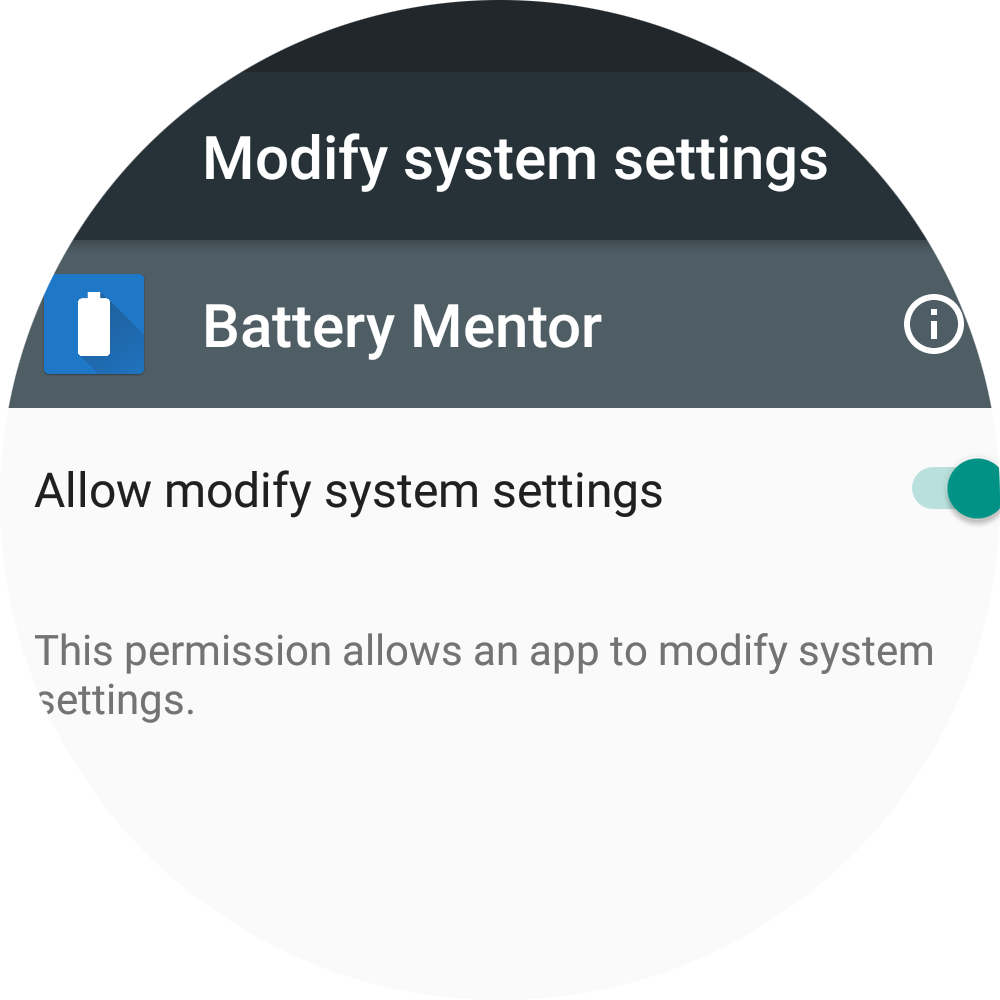 Modify system settings
Battery Mentor
Allow modify system settings
This permission allows an app to modify system
settings.